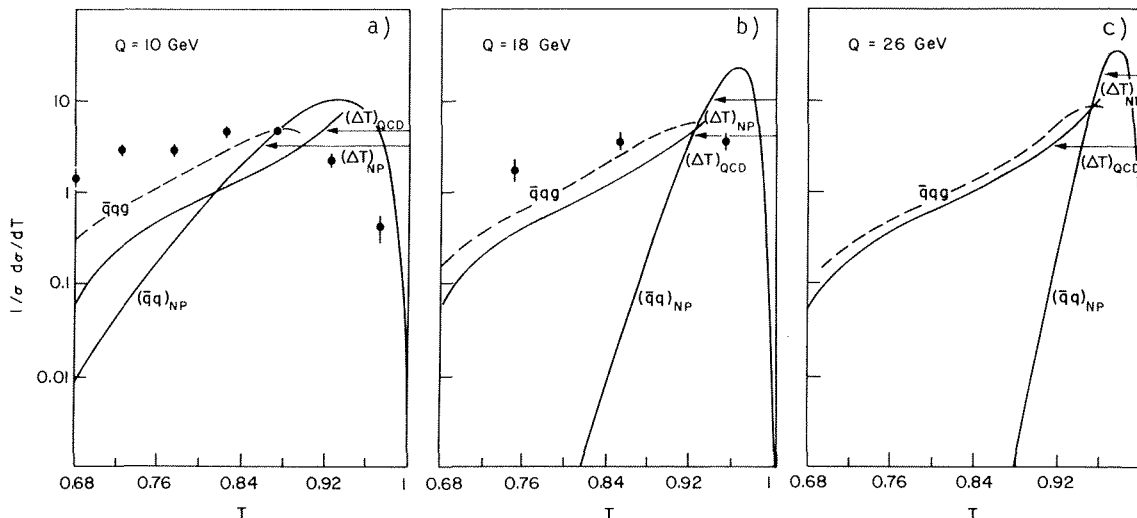 a)
Q = 10 GeV
b)
Q = 18 GeV
c)
Q = 26 GeV
1/σ dσ/dT
10
1
0.1
0.01
(ΔT)QCD
(ΔT)NP
q̄qg
(q̄q)NP
(ΔT)NP
(ΔT)QCD
q̄qg
(q̄q)NP
(ΔT)
(ΔT)QCD
q̄qg
(q̄q)NP
0.68 0.76 0.84 0.92 1
0.68 0.76 0.84 0.92 1
0.68 0.76 0.84 0.92
T
T
T